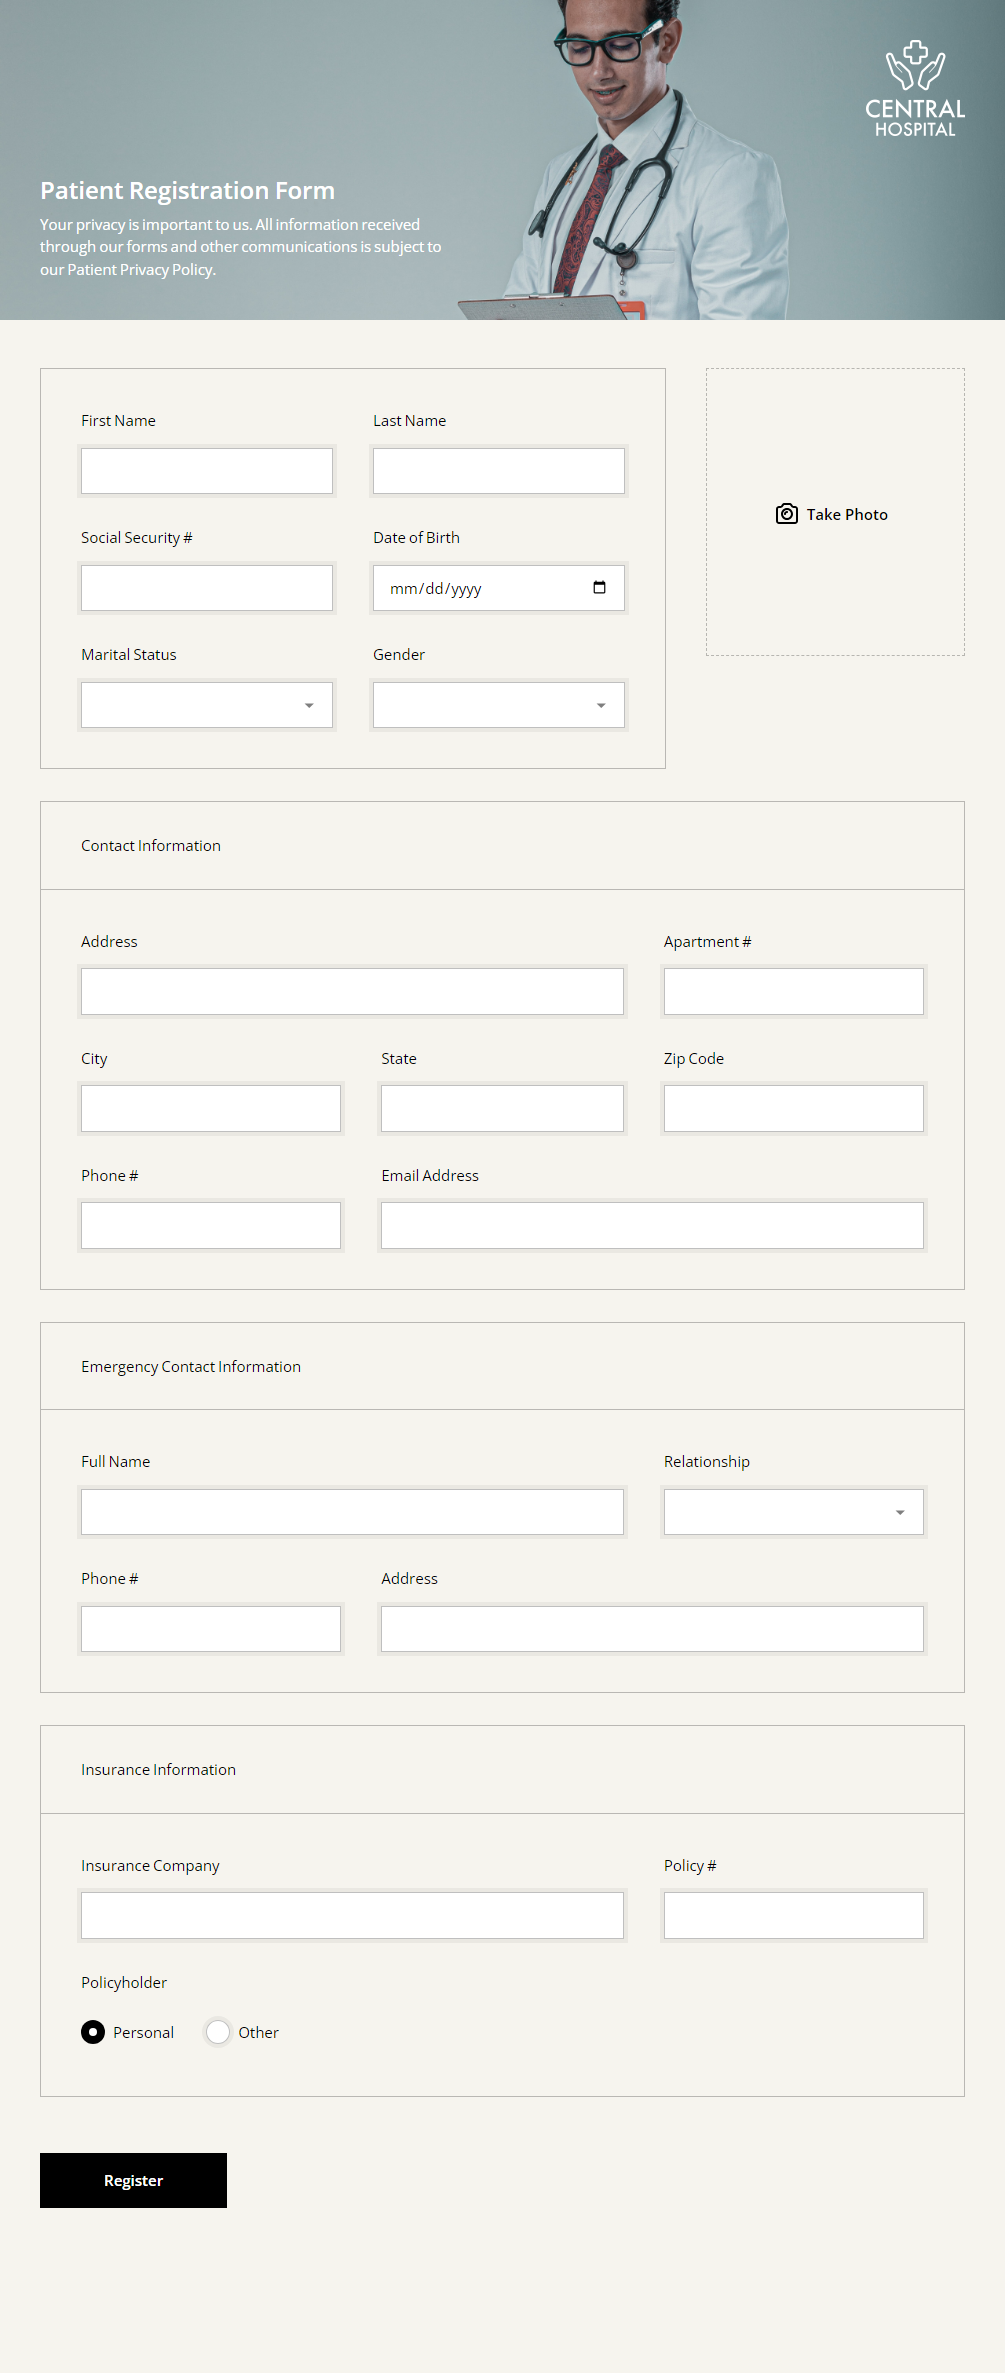 CENTRAL
HOSPITAL
Patient Registration Form
Your privacy is important to us. All information received
through our forms and other communications is subject to
our Patient Privacy Policy.
First Name
Last Name
Take Photo
Social Security #
Date of Birth
mm/dd/yyyy
Marital Status
Gender
Contact Information
Address
Apartment #
City
State
Zip Code
Phone #
Email Address
Emergency Contact Information
Full Name
Relationship
Phone #
Address
Insurance Information
Insurance Company
Policy #
Policyholder
Personal
Other
Register